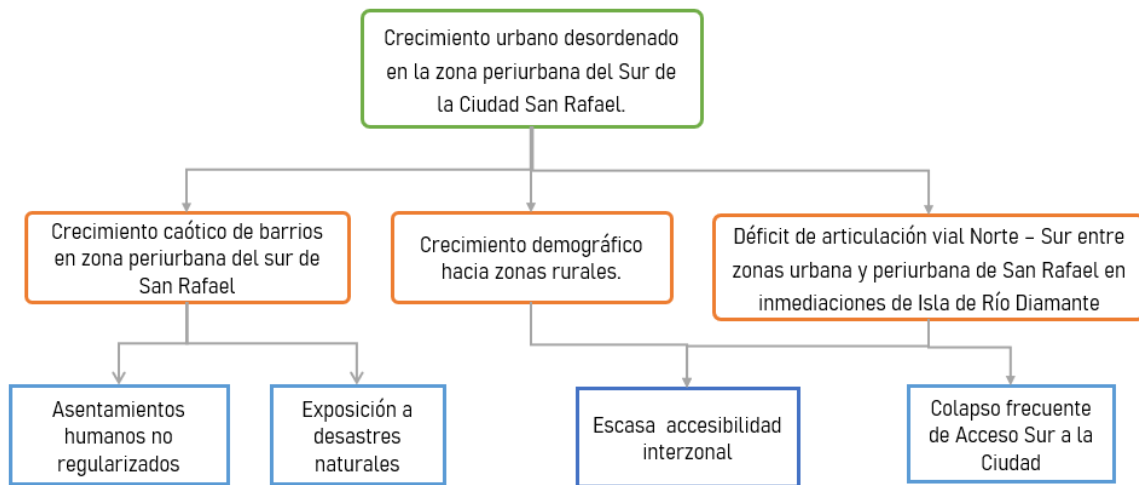 Crecimiento urbano desordenado
en la zona periurbana del Sur de
la Ciudad San Rafael.
Crecimiento caótico de barrios
en zona periurbana del sur de
San Rafael
Crecimiento demográfico
hacia zonas rurales.
Déficit de articulación vial Norte – Sur entre
zonas urbana y periurbana de San Rafael en
inmediaciones de Isla de Río Diamante
Asentamientos
humanos no
regularizados
Exposición a
desastres
naturales
Escasa accesibilidad
interzonal
Colapso frecuente
de Acceso Sur a la
Ciudad